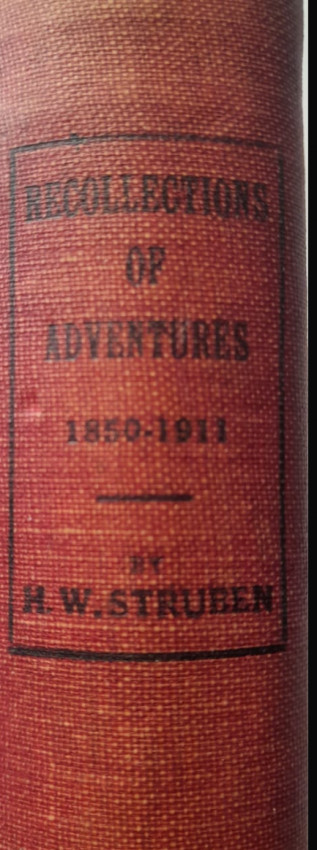 RECOLLECTIONS
OF
ADVENTURES
1850-1911
BY
H.W.STRUBEN